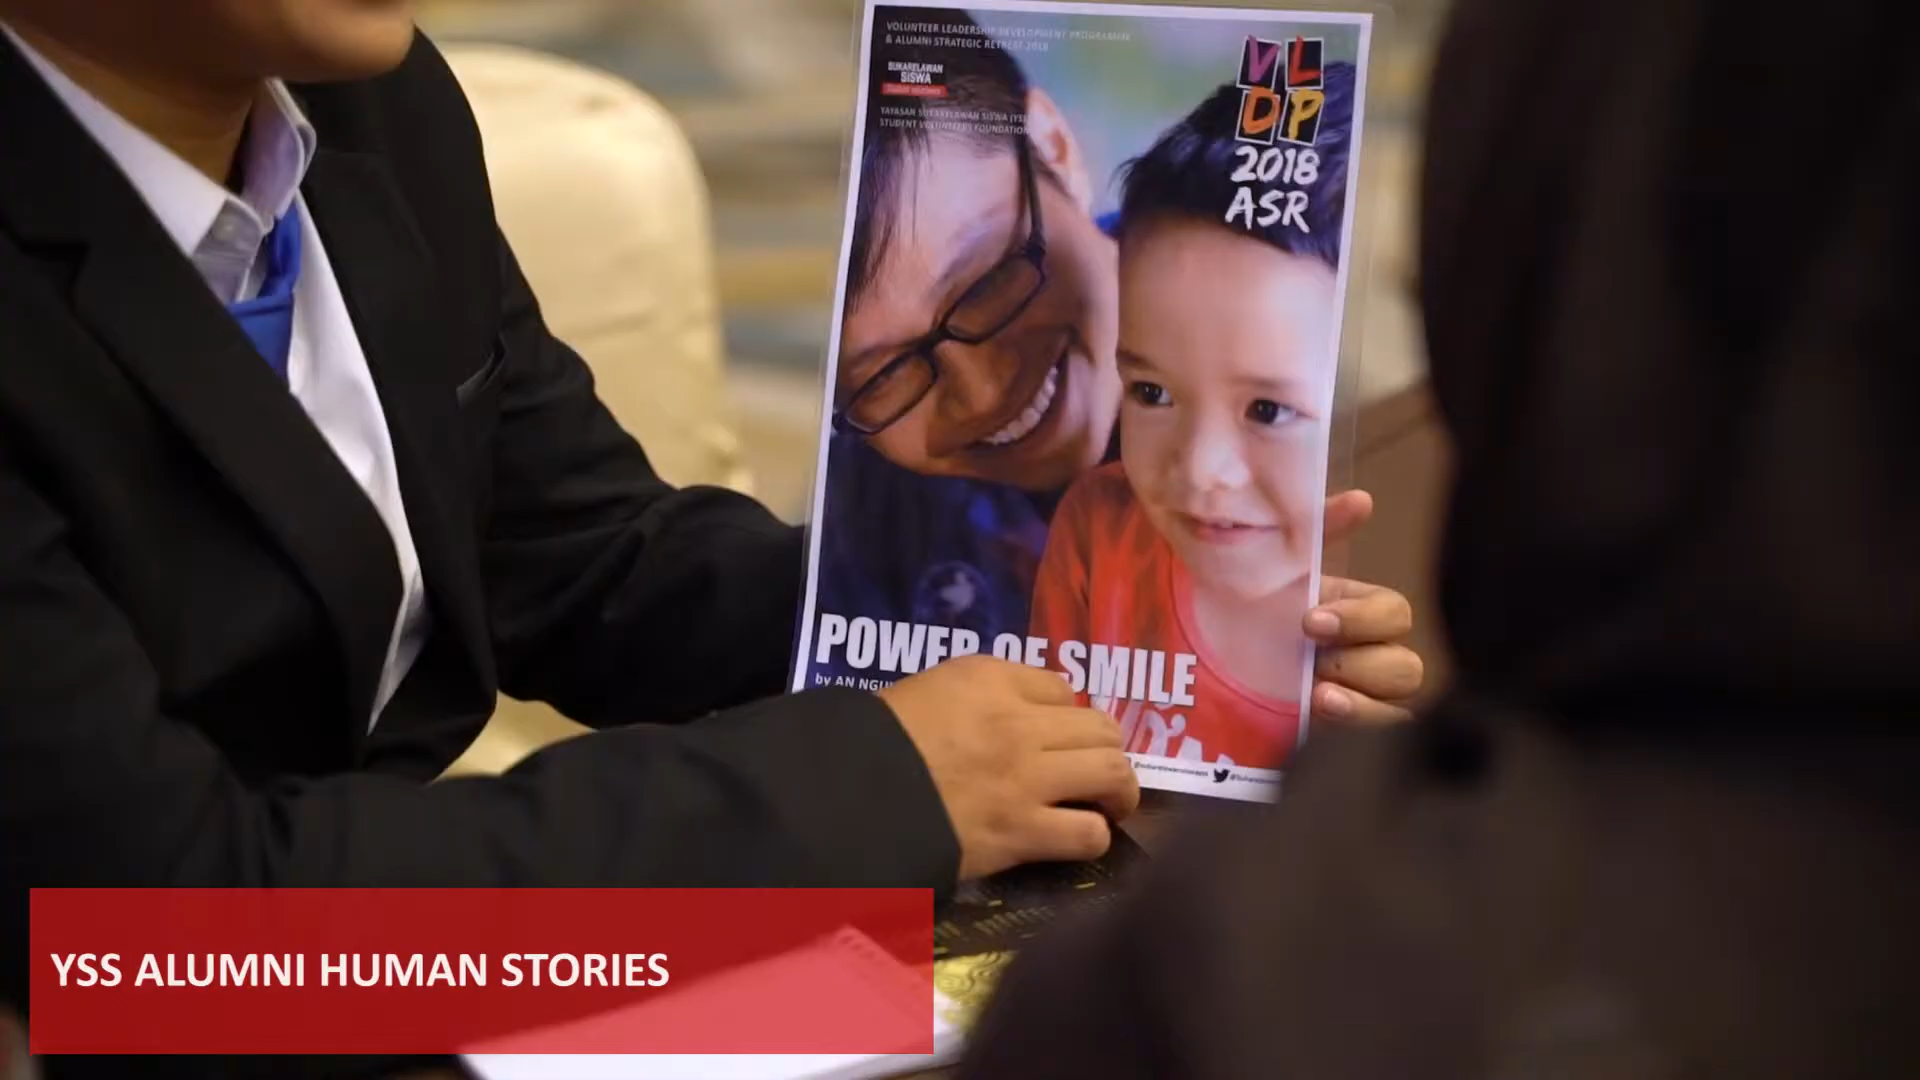 VOLUNTEER LEADERSHIP DEVELOPMENT PROGRAMME
& ALUMNI STRATEGIC RETREAT 2018
SUKARELAWAN
SISWA
YAYASAN SUKARELAWAN SISWA (YSS)
STUDENT VOLUNTEERS FOUNDATION
VL
DP
2018
ASR
POWER OF SMILE
by AN
YSS ALUMNI HUMAN STORIES